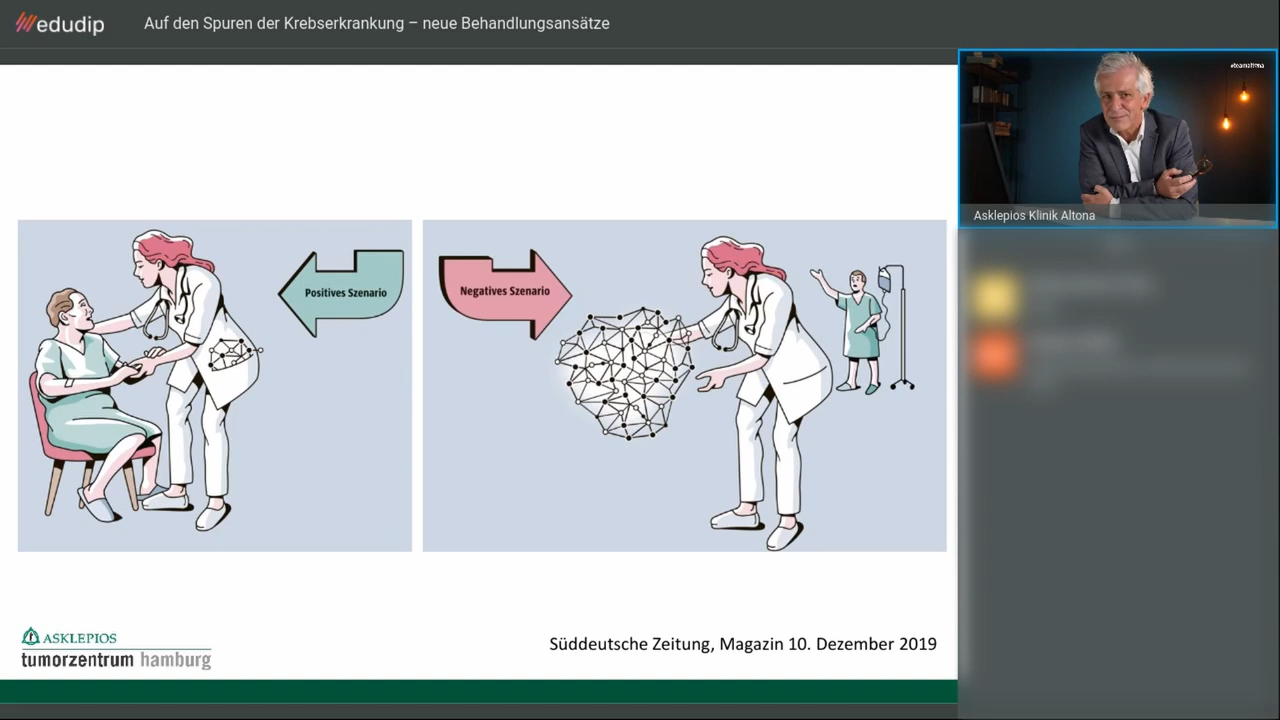 edudip
Auf den Spuren der Krebserkrankung – neue Behandlungsansätze
#teamaltona
Asklepios Klinik Altona
Positives Szenario
Negatives Szenario
ASKLEPIOS
tumorzentrum hamburg
Süddeutsche Zeitung, Magazin 10. Dezember 2019